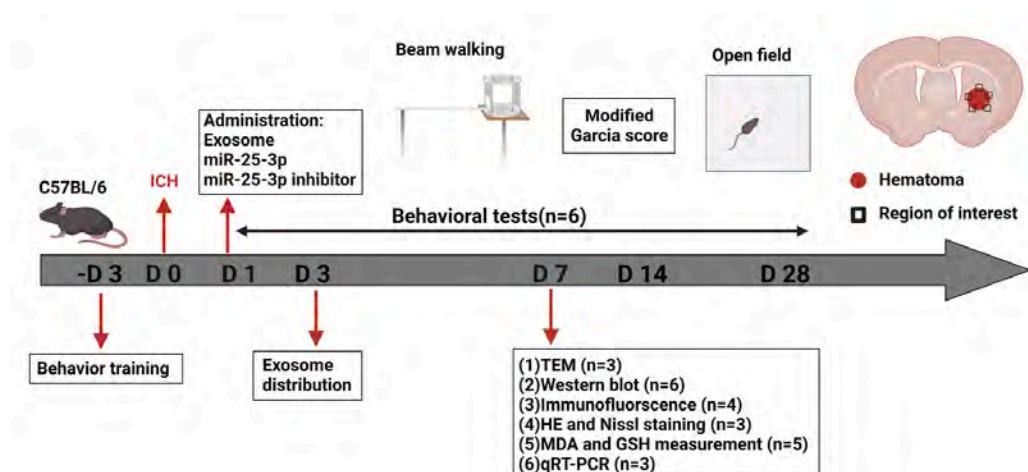 Beam walking
Open field
Administration:
Exosome
miR-25-3p
miR-25-3p inhibitor
Modified
Garcia score
C57BL/6
ICH
Hematoma
Region of interest
Behavioral tests(n=6)
-D 3 D 0 D 1 D 3 D 7 D 14 D 28
Behavior training
Exosome
distribution
(1)TEM (n=3)
(2)Western blot (n=6)
(3)Immunofluorscence (n=4)
(4)HE and Nissl staining (n=3)
(5)MDA and GSH measurement (n=5)
(6)qRT-PCR (n=3)